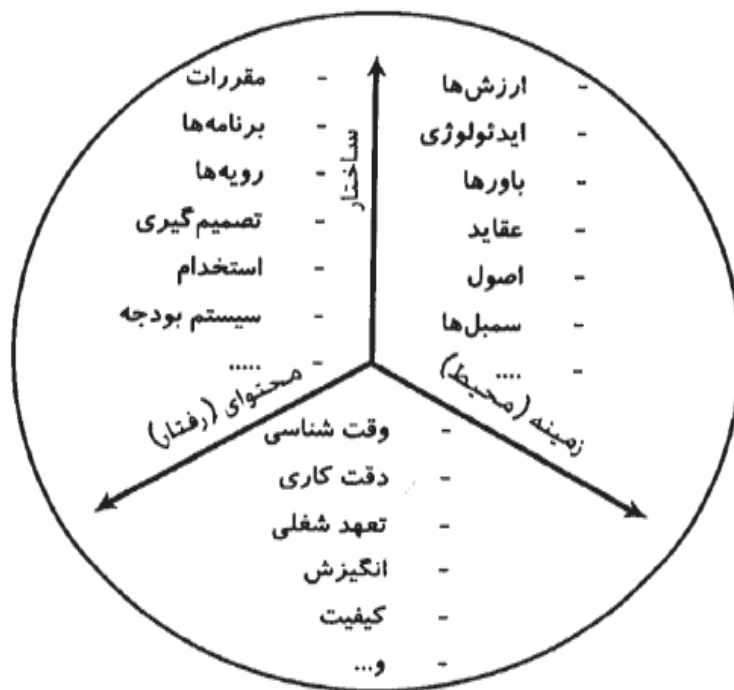 ساختار
- ارزش‌ها
- ایدئولوژی
- باورها
- عقاید
- اصول
- سمبل‌ها
- ....
زمینه (محیط)
- مقررات
- برنامه‌ها
- رویه‌ها
- تصمیم‌گیری
- استخدام
- سیستم بودجه
- .....
محتوای (رفتار)
- وقت شناسی
- دقت کاری
- تعهد شغلی
- انگیزش
- کیفیت
- و...